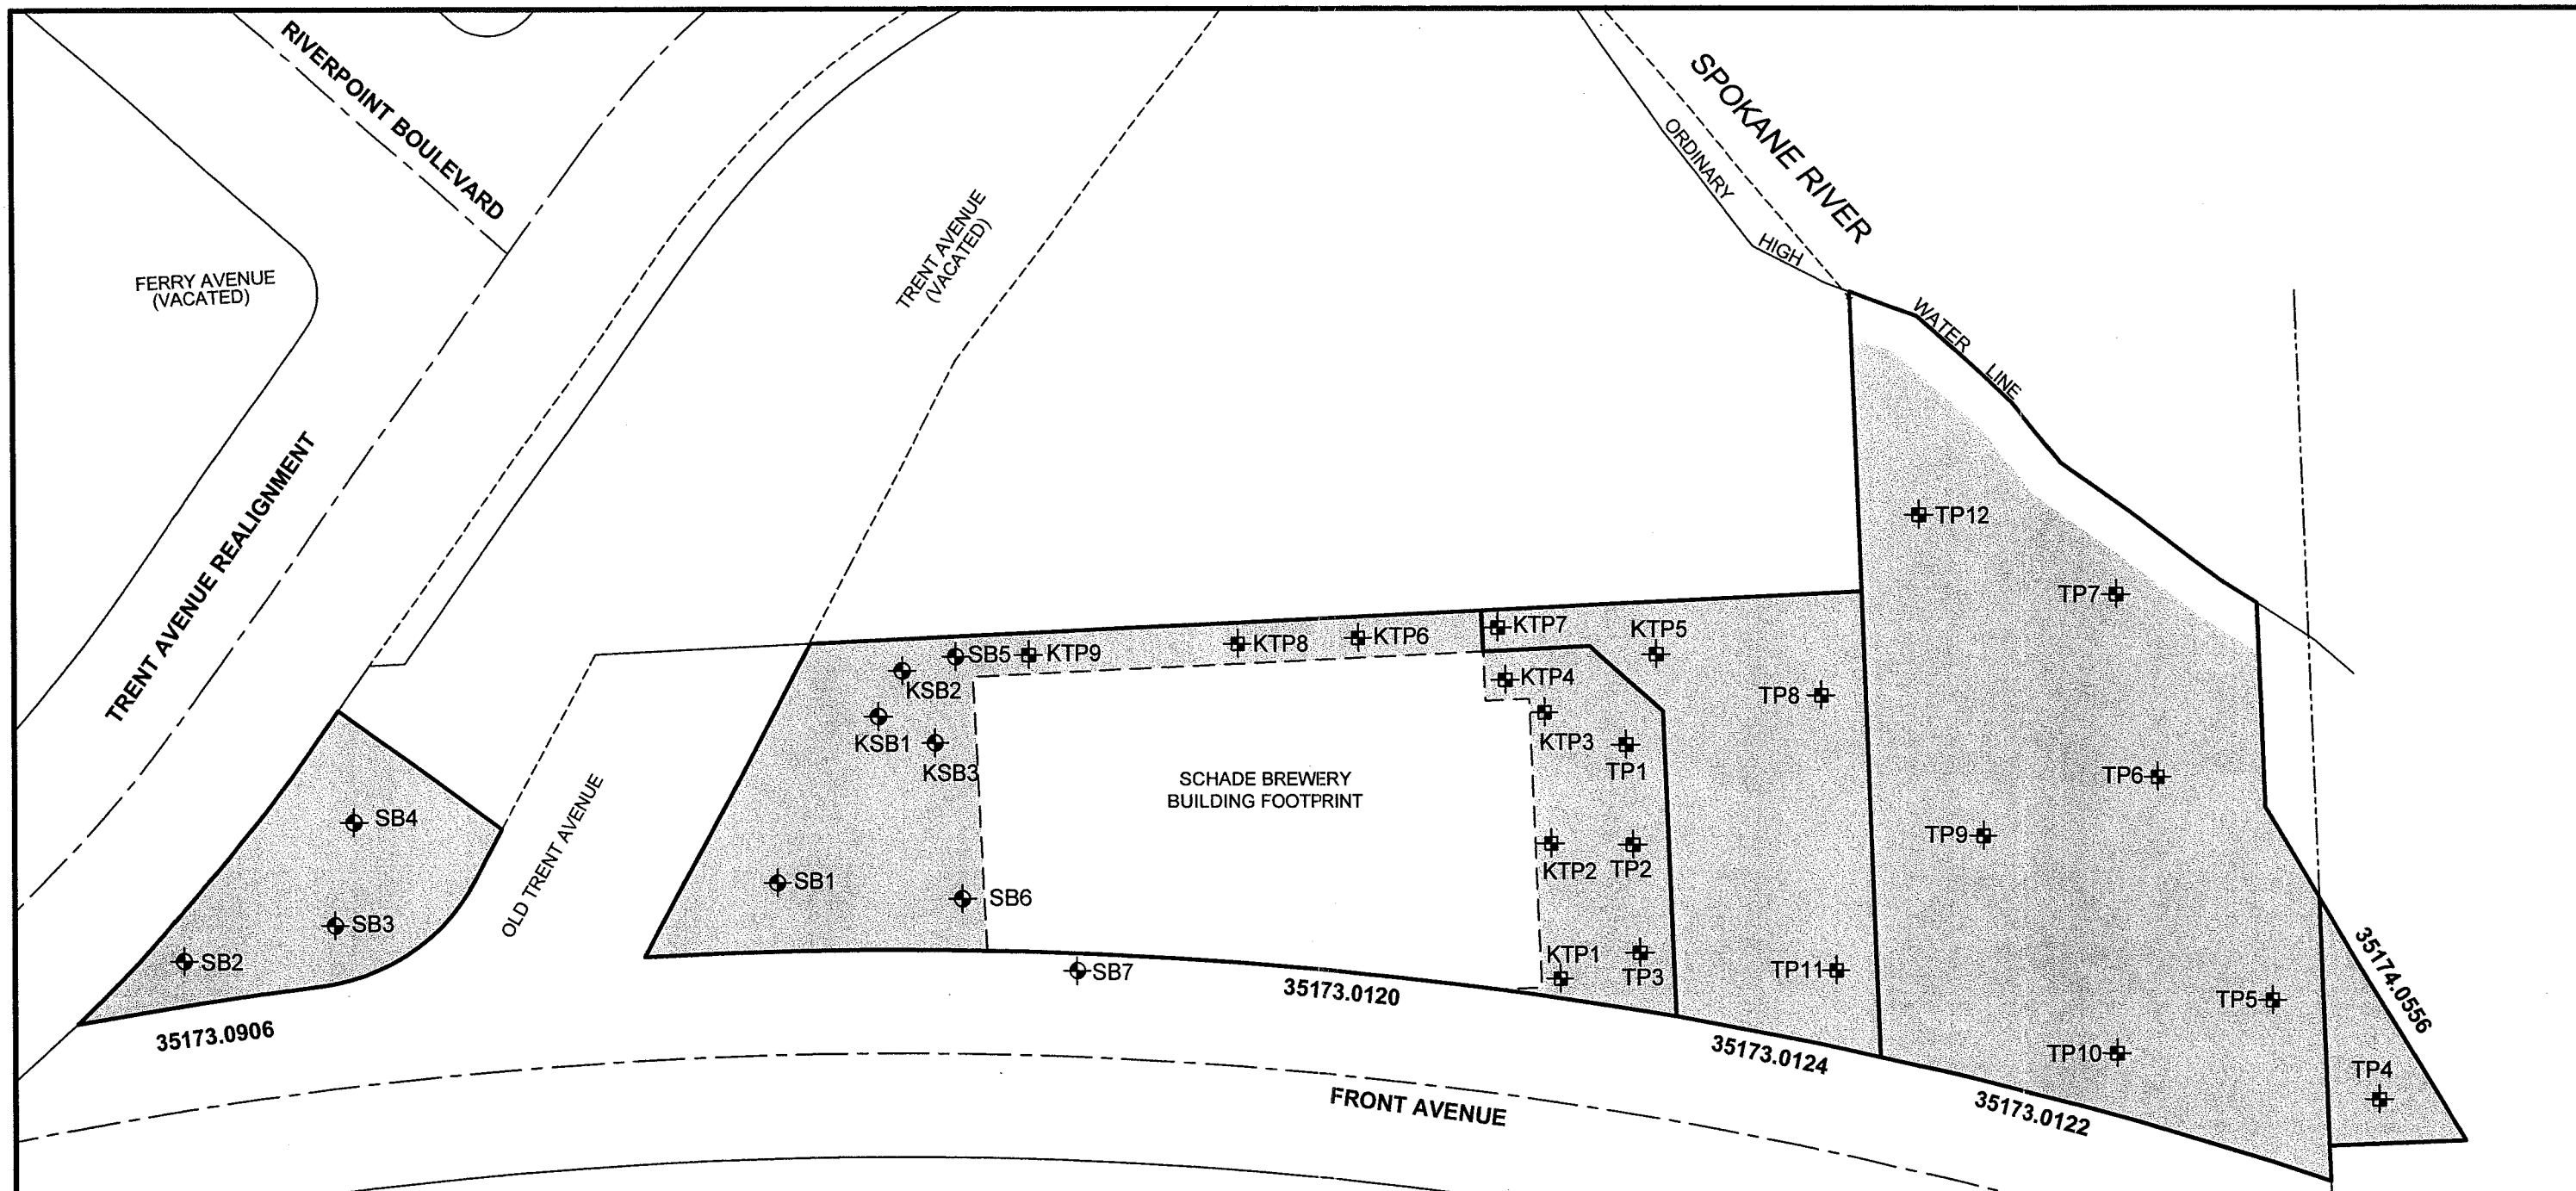 RIVERPOINT BOULEVARD
SPOKANE RIVER
ORDINARY
HIGH
WATER
LINE
FERRY AVENUE
(VACATED)
TRENT AVENUE
(VACATED)
TRENT AVENUE REALIGNMENT
OLD TRENT AVENUE
TP12
TP7
KTP7
KTP5
KTP6
KTP8
KTP9
SB5
KSB2
KTP4
TP8
KSB1
KTP3
KSB3
TP1
SCHADE BREWERY
BUILDING FOOTPRINT
TP6
SB4
TP9
KTP2
TP2
SB1
SB6
SB3
SB2
SB7
KTP1
TP3
TP11
35173.0120
TP5
35174.0556
35173.0906
35173.0124
TP10
TP4
FRONT AVENUE
35173.0122